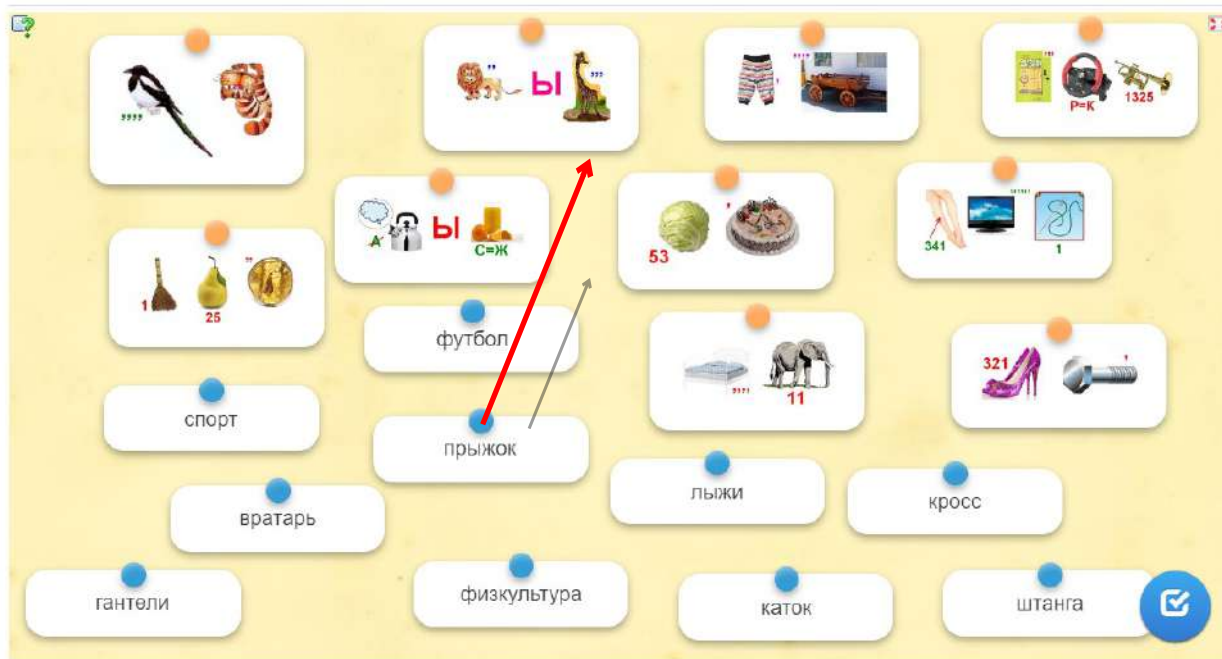 ,,,,
,,
Ы
,,,
,
,,,,
,,,
Р=К
1325
А
Ы
С=Ж
53
,
341
,,,,,,
1
1
25
,,
футбол
,,,,
11
321
,
спорт
прыжок
лыжи
кросс
вратарь
гантели
физкультура
каток
штанга